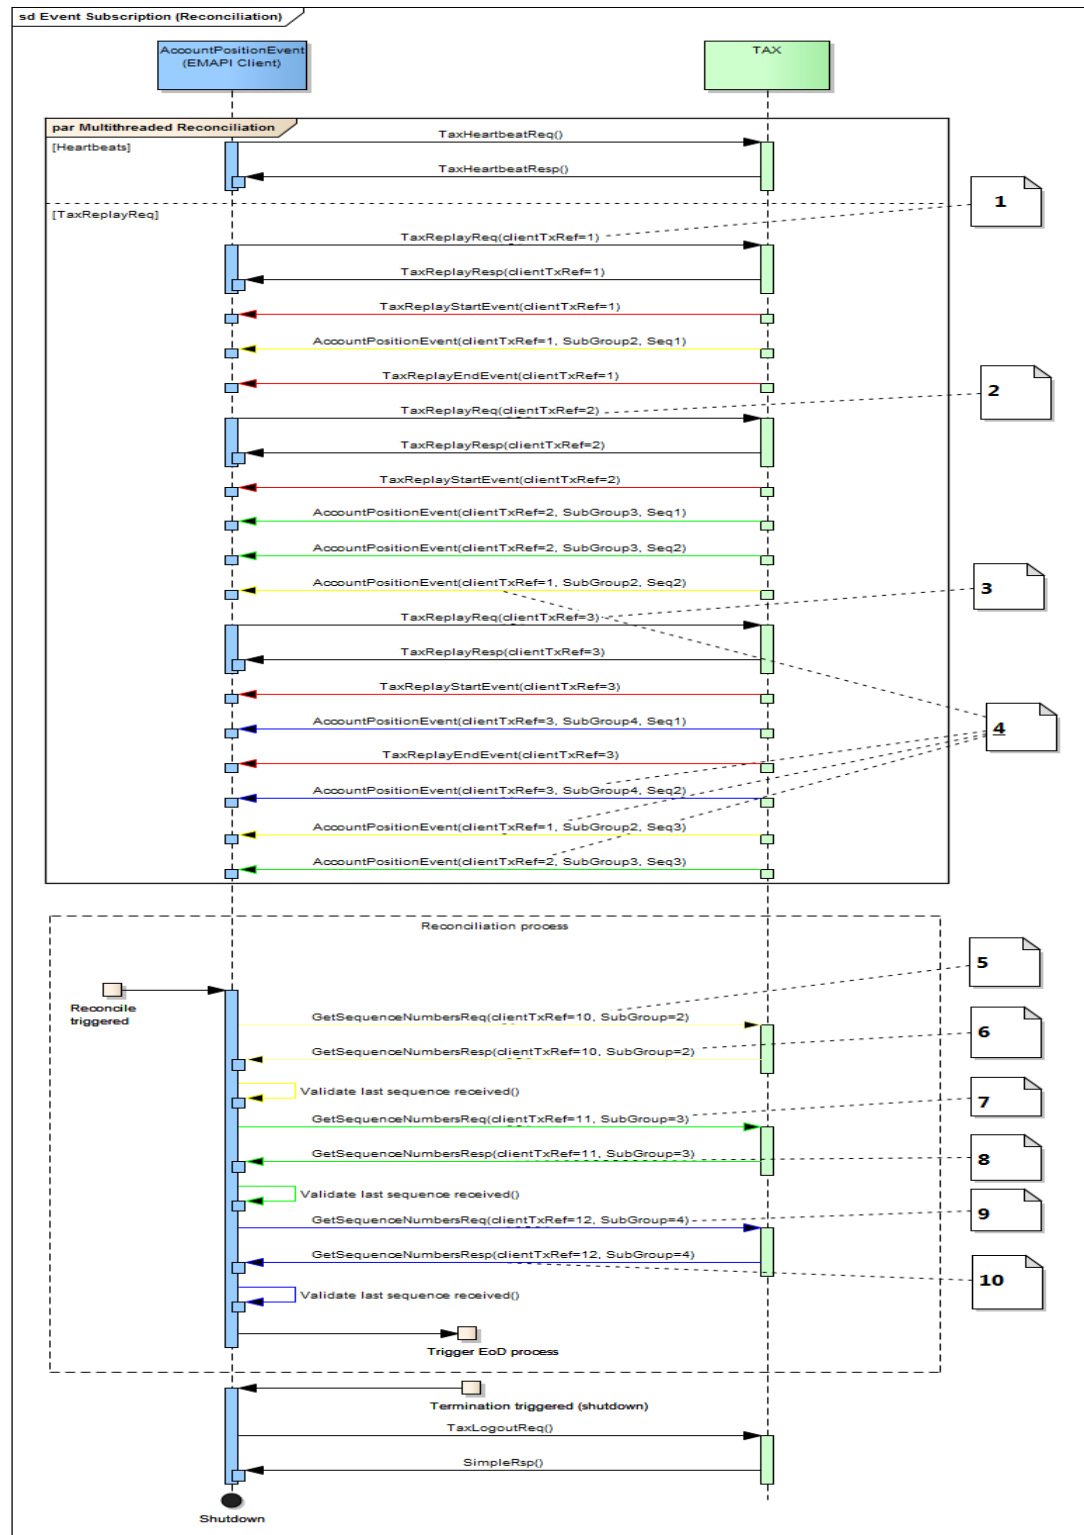 sd Event Subscription (Reconciliation)
AccountPositionEvent
(EMAPI Client)
TAX
par Multithreaded Reconciliation
[Heartbeats]
TaxHeartbeatReq()
TaxHeartbeatResp()
[TaxReplayReq]
1
TaxReplayReq(clientTxRef=1)
TaxReplayResp(clientTxRef=1)
TaxReplayStartEvent(clientTxRef=1)
AccountPositionEvent(clientTxRef=1, SubGroup2, Seq1)
TaxReplayEndEvent(clientTxRef=1)
2
TaxReplayReq(clientTxRef=2)
TaxReplayResp(clientTxRef=2)
TaxReplayStartEvent(clientTxRef=2)
AccountPositionEvent(clientTxRef=2, SubGroup3, Seq1)
AccountPositionEvent(clientTxRef=2, SubGroup3, Seq2)
AccountPositionEvent(clientTxRef=1, SubGroup2, Seq2)
3
TaxReplayReq(clientTxRef=3)
TaxReplayResp(clientTxRef=3)
TaxReplayStartEvent(clientTxRef=3)
AccountPositionEvent(clientTxRef=3, SubGroup4, Seq1)
4
TaxReplayEndEvent(clientTxRef=3)
AccountPositionEvent(clientTxRef=3, SubGroup4, Seq2)
AccountPositionEvent(clientTxRef=1, SubGroup2, Seq3)
AccountPositionEvent(clientTxRef=2, SubGroup3, Seq3)
Reconciliation process
5
Reconcile
triggered
GetSequenceNumbersReq(clientTxRef=10, SubGroup=2)
6
GetSequenceNumbersResp(clientTxRef=10, SubGroup=2)
Validate last sequence received()
7
GetSequenceNumbersReq(clientTxRef=11, SubGroup=3)
GetSequenceNumbersResp(clientTxRef=11, SubGroup=3)
8
Validate last sequence received()
9
GetSequenceNumbersReq(clientTxRef=12, SubGroup=4)
GetSequenceNumbersResp(clientTxRef=12, SubGroup=4)
10
Validate last sequence received()
Trigger EoD process
Termination triggered (shutdown)
TaxLogoutReq()
SimpleRsp()
Shutdown